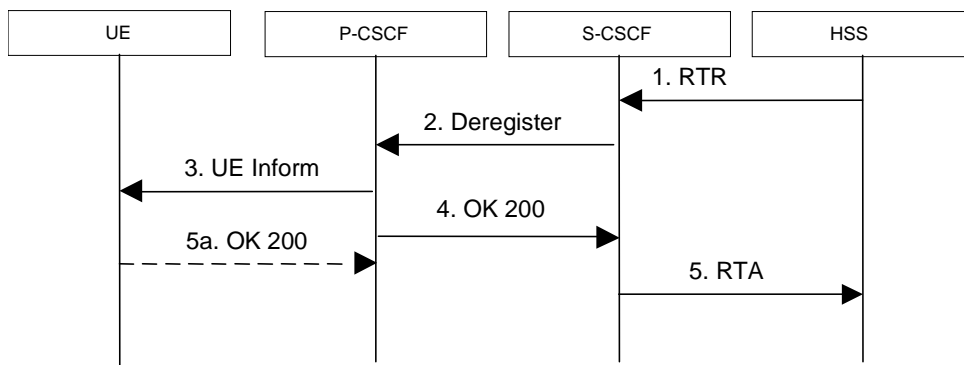 UE
P-CSCF
S-CSCF
HSS
1. RTR
2. Deregister
3. UE Inform
4. OK 200
5a. OK 200
5. RTA